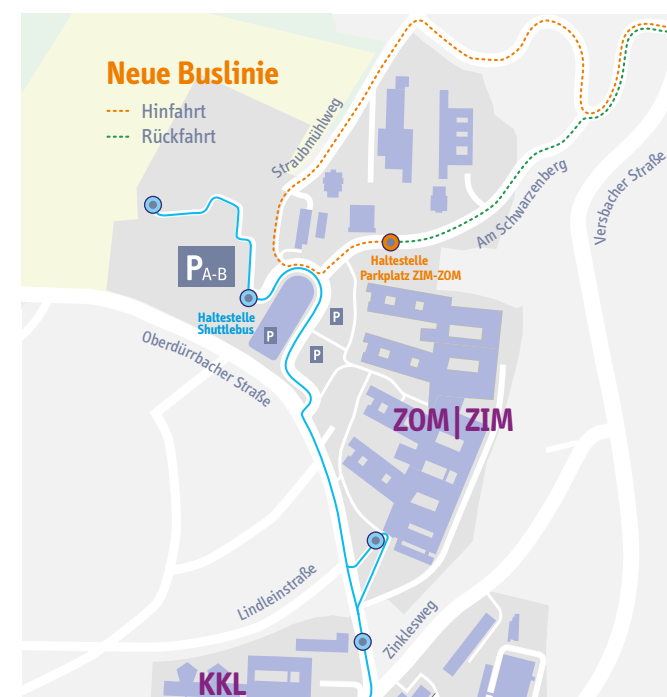 Neue Buslinie
Hinfahrt
Rückfahrt
Straubmühlweg
Versbacher Straße
Am Schwarzenberg
PA-B
Haltestelle
Parkplatz ZIM-ZOM
Haltestelle
Shuttlebus
P
P
P
Oberdürrbacher Straße
ZOM|ZIM
Lindleinstraße
Zinklesweg
KKL